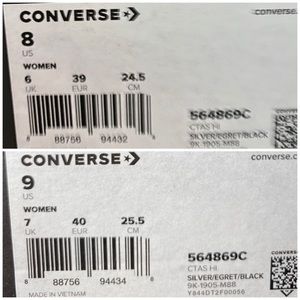 CONVERSE
converse.
8
US
WOMEN
6 39 24.5
UK EUR CM
564869C
CTAS HI
SILVER/EGRET/BLACK
9K-1905-M88
88756 94432
CONVERSE
converse.c
9
US
WOMEN
7 40 25.5
UK EUR CM
564869C
CTAS HI
SILVER/EGRET/BLACK
9K-1905-M88
Y844DT2F00056
8 88756 94434 8
MADE IN VIETNAM